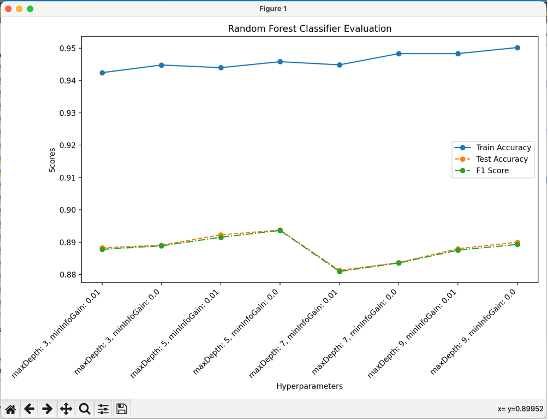 Figure 1
Random Forest Classifier Evaluation
0.95
0.94
0.93
0.92
0.91
0.90
0.89
0.88
Scores
Train Accuracy
Test Accuracy
F1 Score
maxDepth: 3, minInfoGain: 0.01
maxDepth: 3, minInfoGain: 0.0
maxDepth: 5, minInfoGain: 0.01
maxDepth: 5, minInfoGain: 0.0
maxDepth: 7, minInfoGain: 0.01
maxDepth: 7, minInfoGain: 0.0
maxDepth: 9, minInfoGain: 0.01
maxDepth: 9, minInfoGain: 0.0
Hyperparameters
x= y=0.89952